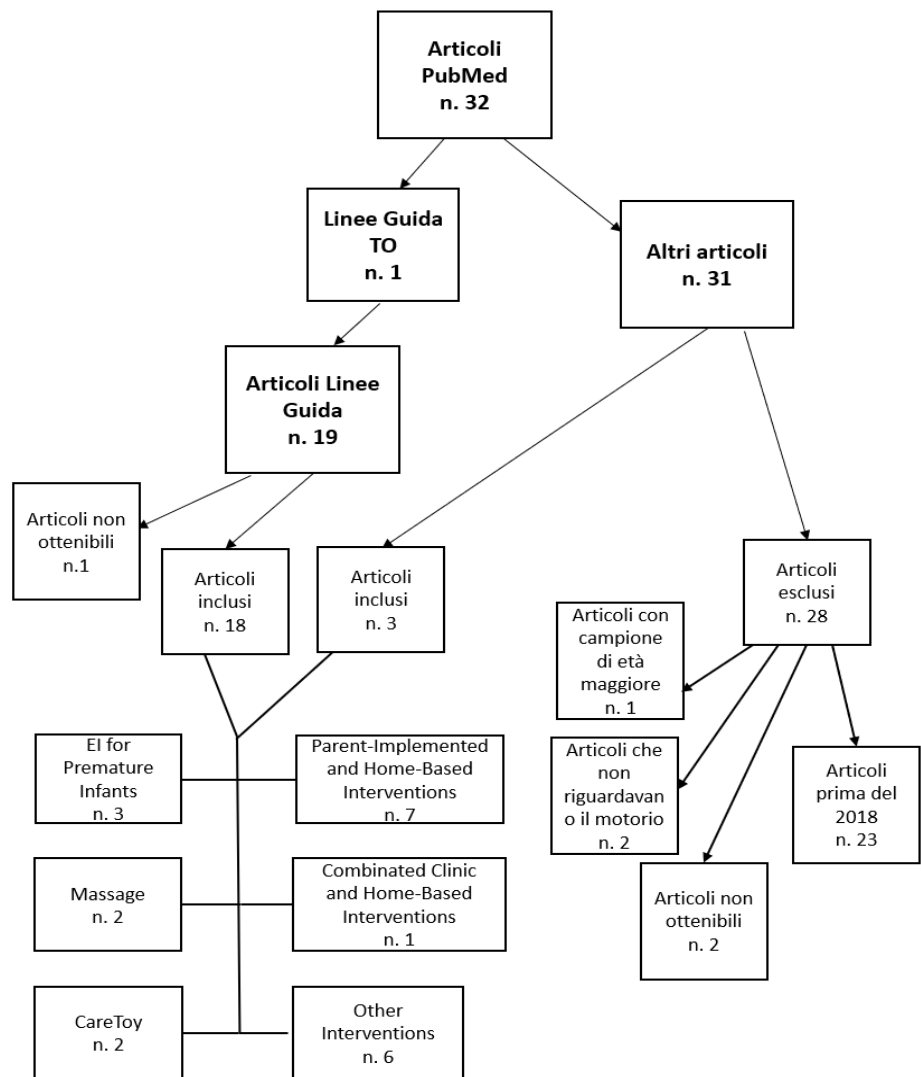 Articoli
PubMed
n. 32
Linee Guida
TO
n. 1
Altri articoli
n. 31
Articoli Linee
Guida
n. 19
Articoli non
ottenibili
n.1
Articoli
inclusi
n. 18
Articoli
inclusi
n. 3
Articoli
esclusi
n. 28
Articoli con
campione
di età
maggiore
n. 1
Articoli che
non
riguardavan
o il motorio
n. 2
Articoli non
ottenibili
n. 2
Articoli
prima del
2018
n. 23
EI for
Premature
Infants
n. 3
Parent-Implemented
and Home-Based
Interventions
n. 7
Massage
n. 2
Combinated Clinic
and Home-Based
Interventions
n. 1
CareToy
n. 2
Other
Interventions
n. 6